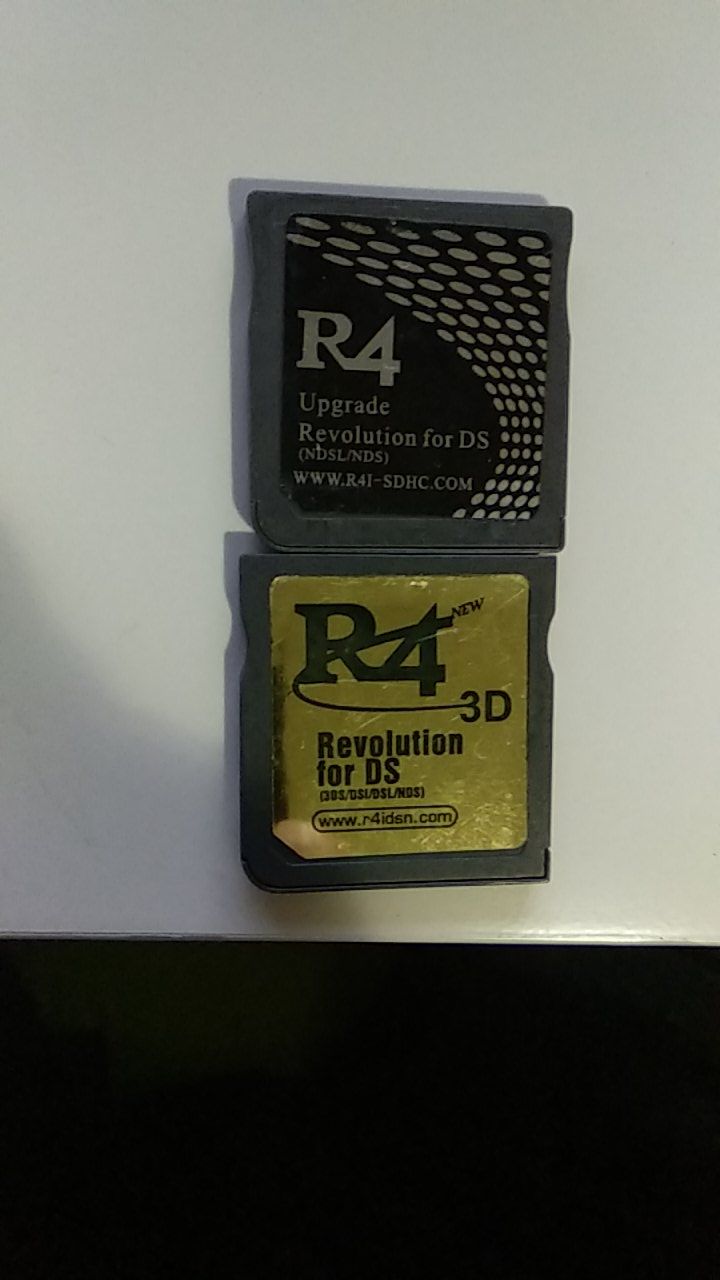 R4
Upgrade
Revolution for DS
(NDSL/NDS)
WWW.R4I-SDHC.COM
R4 NEW
3D
Revolution
for DS
(3DS/DSI/DSL/NDS)
www.r4idsn.com